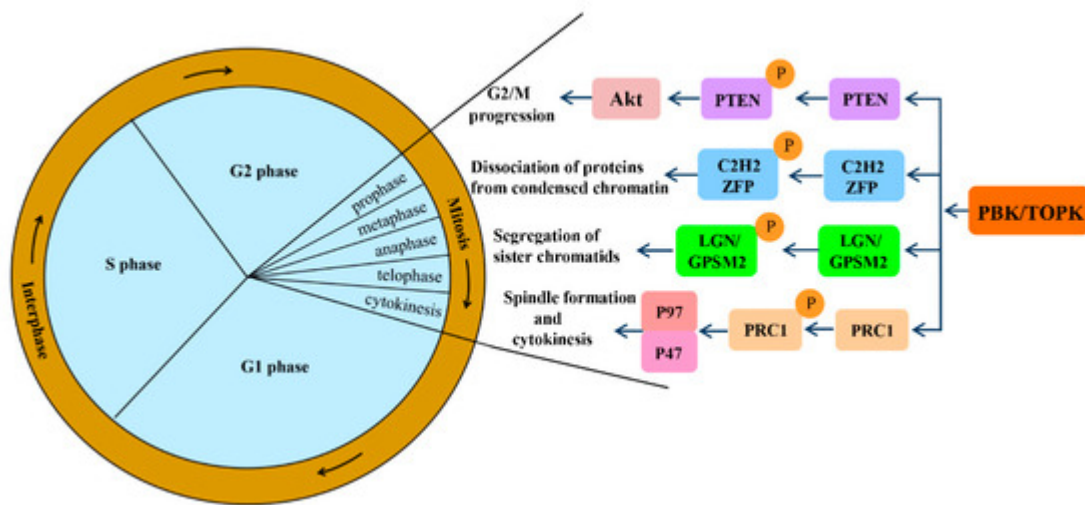 G2/M
progression
Akt
P
PTEN
PTEN
Dissociation of proteins
from condensed chromatin
P
C2H2
ZFP
C2H2
ZFP
PBK/TOPK
Segregation of
sister chromatids
P
LGN/
GPSM2
LGN/
GPSM2
Spindle formation
and
cytokinesis
P97
P47
P
PRC1
PRC1
G2 phase
prophase
metaphase
anaphase
telophase
cytokinesis
Mitosis
S phase
Interphase
G1 phase